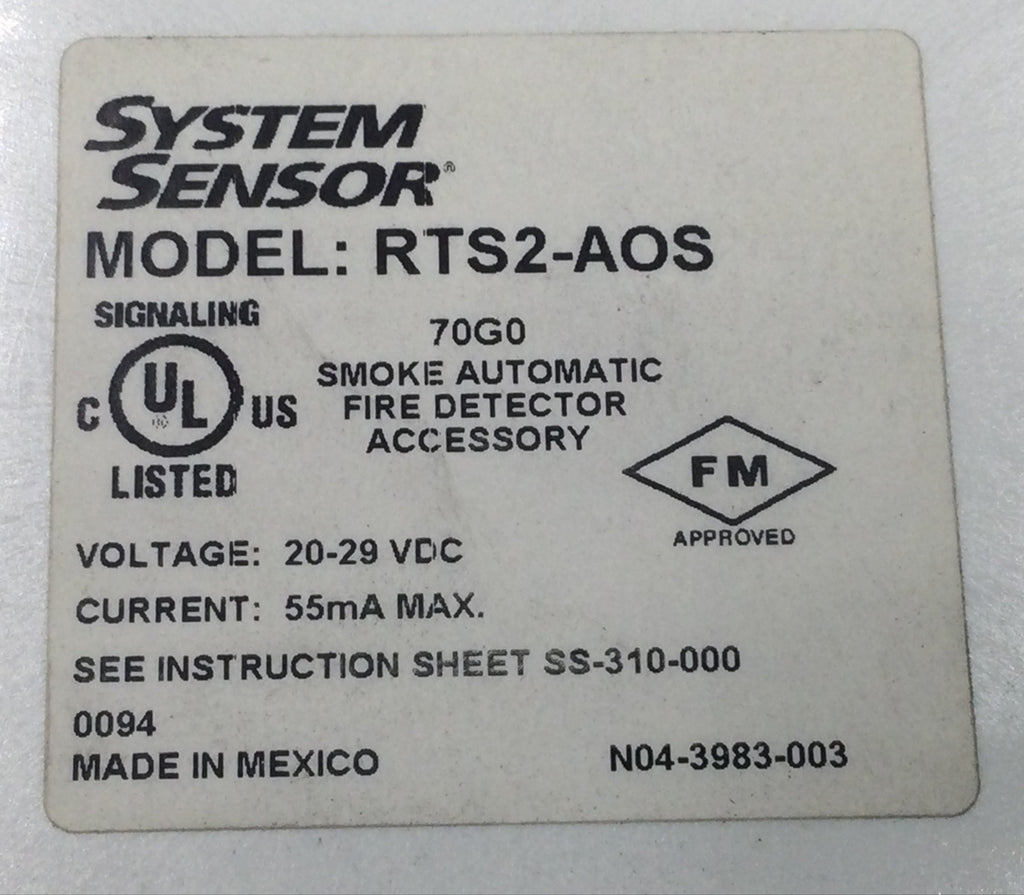 SYSTEM
SENSOR®
MODEL: RTS2-AOS
SIGNALING
C UL US
LISTED
70G0
SMOKE AUTOMATIC
FIRE DETECTOR
ACCESSORY
FM
APPROVED
VOLTAGE: 20-29 VDC
CURRENT: 55mA MAX.
SEE INSTRUCTION SHEET SS-310-000
0094
MADE IN MEXICO
N04-3983-003